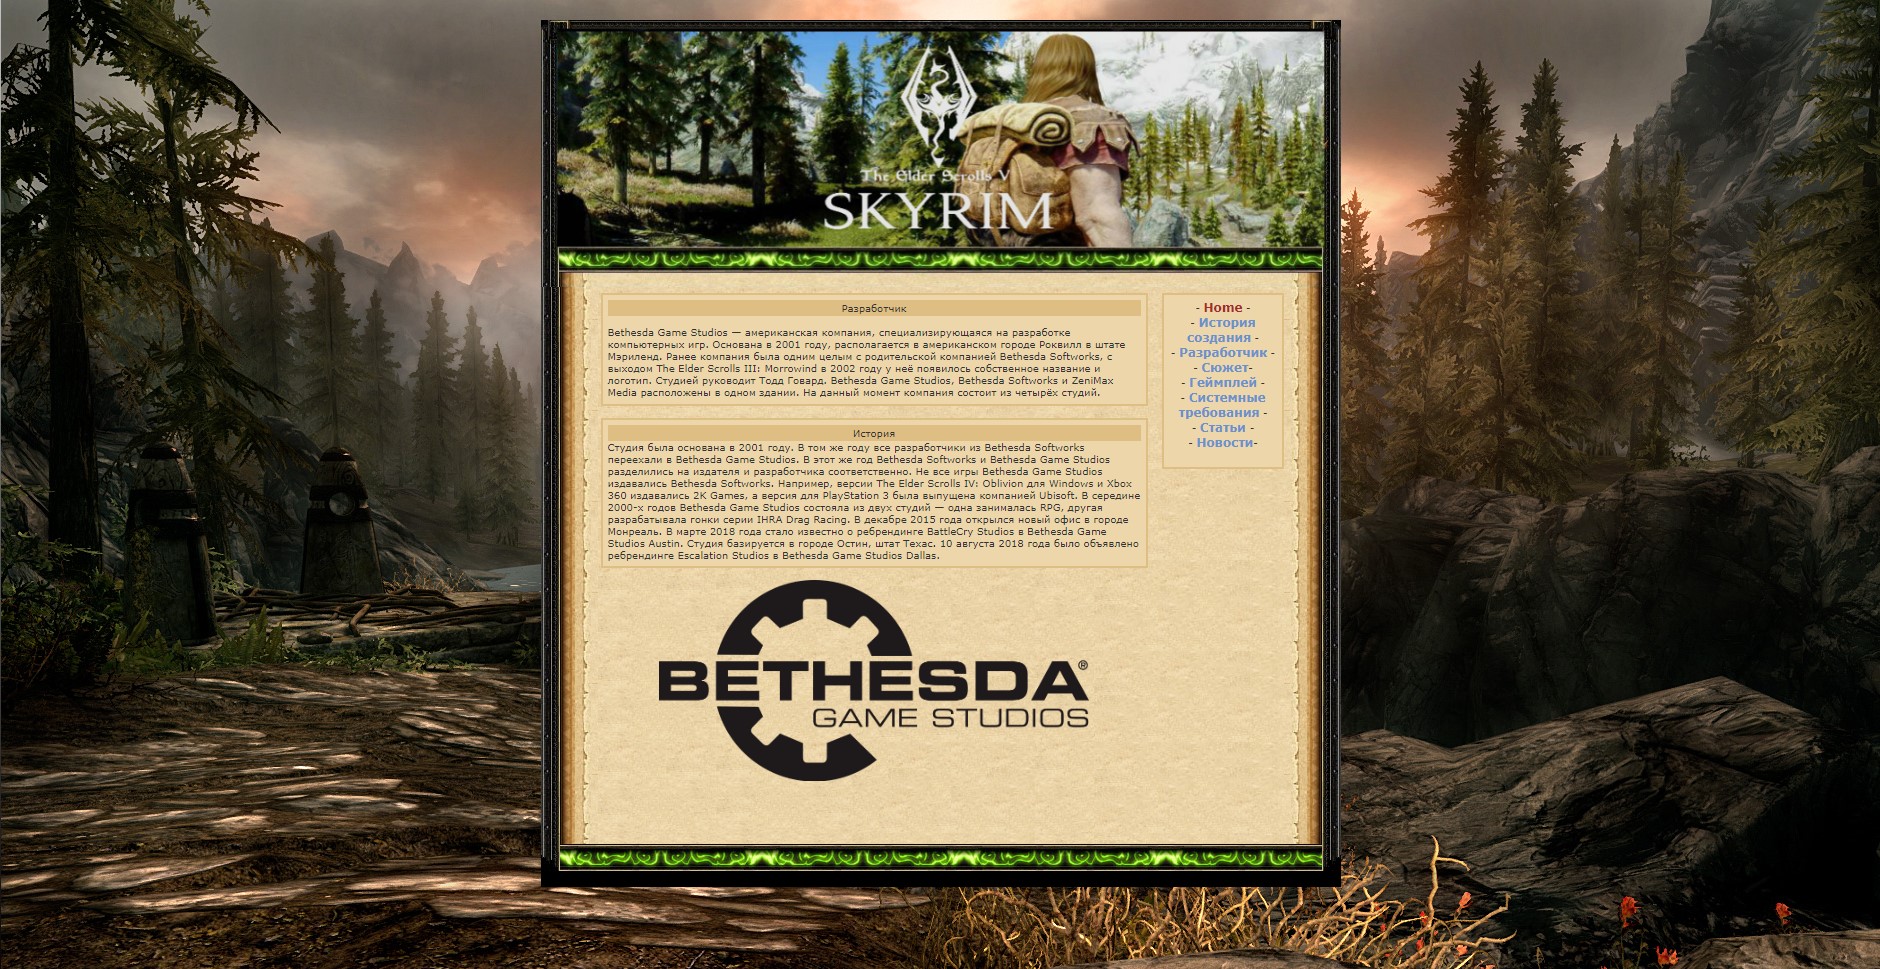 The Elder Scrolls V
SKYRIM
Разработчик
Bethesda Game Studios — американская компания, специализирующаяся на разработке
компьютерных игр. Основана в 2001 году, располагается в американском городе Роквилл в штате
Мэриленд. Ранее компания была одним целым с родительской компанией Bethesda Softworks, с
выходом The Elder Scrolls III: Morrowind в 2002 году у неё появилось собственное название и
логотип. Студией руководит Тодд Говард. Bethesda Game Studios, Bethesda Softworks и ZeniMax
Media расположены в одном здании. На данный момент компания состоит из четырёх студий.
История
Студия была основана в 2001 году. В том же году все разработчики из Bethesda Softworks
переехали в Bethesda Game Studios. В этот же год Bethesda Softworks и Bethesda Game Studios
разделились на издателя и разработчика соответственно. Не все игры Bethesda Game Studios
издавались Bethesda Softworks. Например, версии The Elder Scrolls IV: Oblivion для Windows и Xbox
360 издавались 2K Games, а версия для PlayStation 3 была выпущена компанией Ubisoft. В середине
2000-х годов Bethesda Game Studios состояла из двух студий — одна занималась RPG, другая
разрабатывала гонки серии IHRA Drag Racing. В декабре 2015 года открылся новый офис в городе
Монреаль. В марте 2018 года стало известно о ребрендинге BattleCry Studios в Bethesda Game
Studios Austin. Студия базируется в городе Остин, штат Техас. 10 августа 2018 года было объявлено
ребрендинге Escalation Studios в Bethesda Game Studios Dallas.
BETHESDA®
GAME STUDIOS
- Home -
- История
создания -
- Разработчик -
- Сюжет-
- Геймплей -
- Системные
требования -
- Статьи -
- Новости-